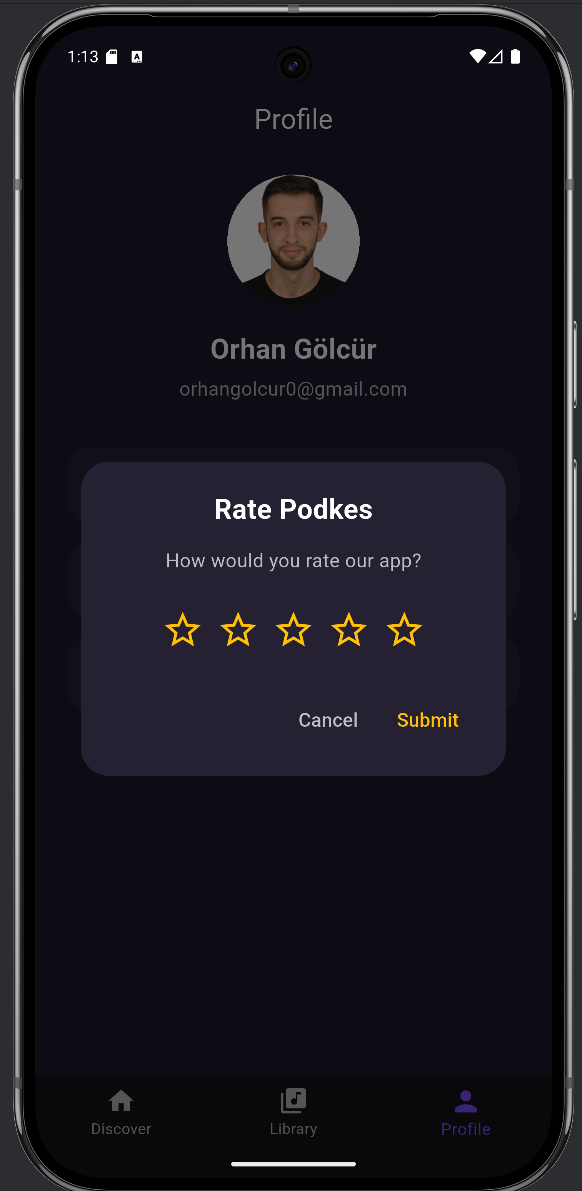 1:13
Profile
Orhan Gölcür
orhangolcur0@gmail.com
Rate Podkes
How would you rate our app?
Cancel Submit
Discover Library Profile